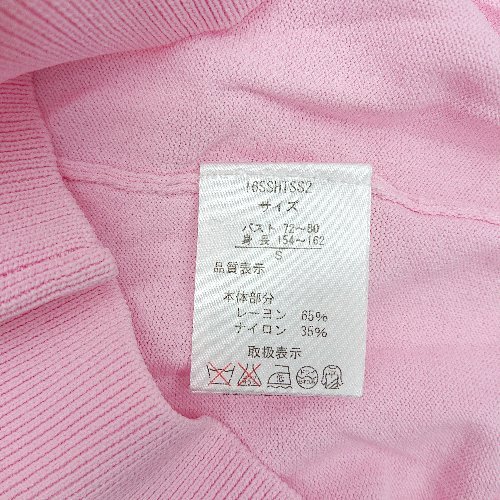 16SSHTSS2
サイズ
バスト 72～80
身長 154～162
S
品質表示
本体部分
レーヨン 65%
ナイロン 35%
取扱表示